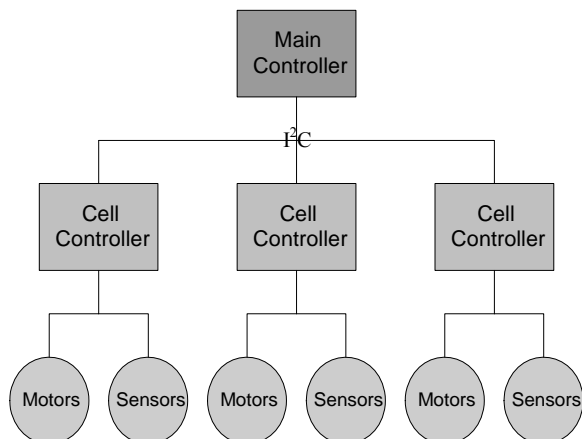 Main
Controller
I²C
Cell
Controller
Cell
Controller
Cell
Controller
Motors
Sensors
Motors
Sensors
Motors
Sensors